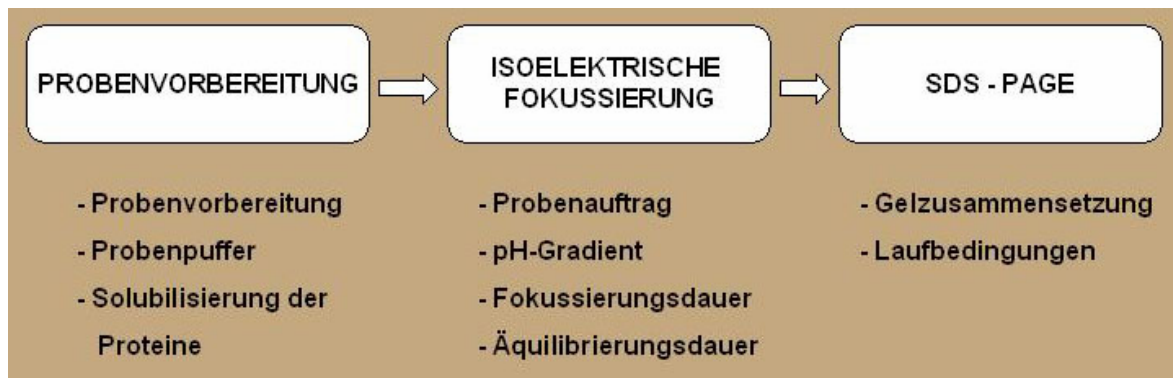 PROBENVORBEREITUNG
ISOELEKTRISCHE
FOKUSSIERUNG
SDS - PAGE
- Probenvorbereitung
- Probenpuffer
- Solubilisierung der
Proteine
- Probenauftrag
- pH-Gradient
- Fokussierungsdauer
- Äquilibrierungsdauer
- Gelzusammensetzung
- Laufbedingungen